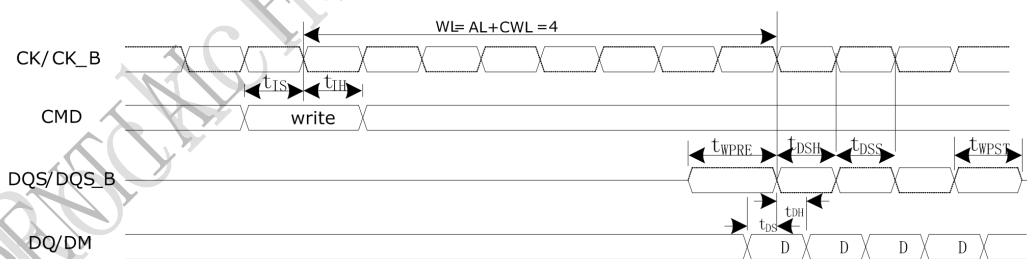 WL= AL+CWL =4
CK/CK_B
tIS tIH
CMD
write
tWPRE tDSH tDSS tWPST
DQS/DQS_B
tDH
tDS
DQ/DM
D D D D